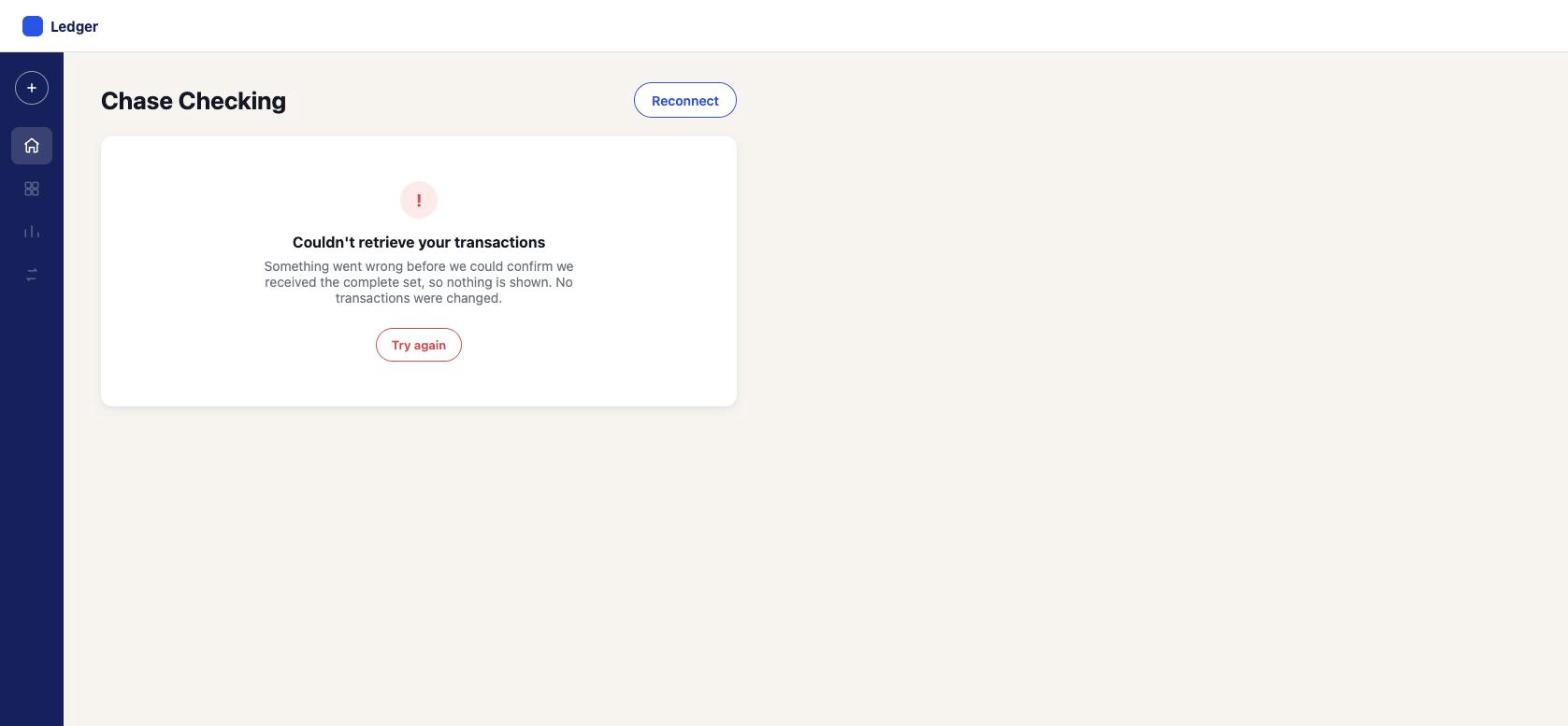 Ledger
+
Chase Checking
Reconnect
!
Couldn't retrieve your transactions
Something went wrong before we could confirm we
received the complete set, so nothing is shown. No
transactions were changed.
Try again